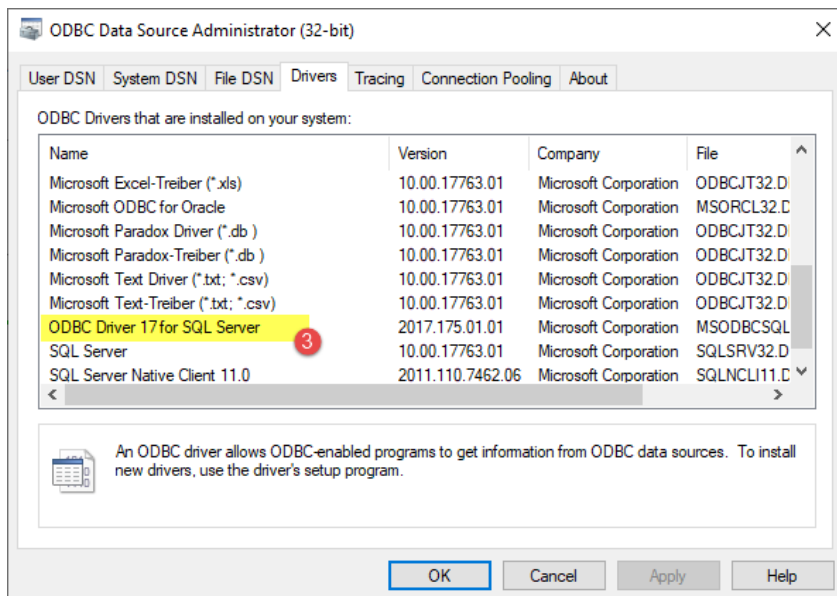 ODBC Data Source Administrator (32-bit)
User DSN System DSN File DSN Drivers Tracing Connection Pooling About
ODBC Drivers that are installed on your system:
Name Version Company File
Microsoft Excel-Treiber (*.xls) 10.00.17763.01 Microsoft Corporation ODBCJT32.D
Microsoft ODBC for Oracle 10.00.17763.01 Microsoft Corporation MSORCL32.D
Microsoft Paradox Driver (*.db ) 10.00.17763.01 Microsoft Corporation ODBCJT32.D
Microsoft Paradox-Treiber (*.db ) 10.00.17763.01 Microsoft Corporation ODBCJT32.D
Microsoft Text Driver (*.txt; *.csv) 10.00.17763.01 Microsoft Corporation ODBCJT32.D
Microsoft Text-Treiber (*.txt; *.csv) 10.00.17763.01 Microsoft Corporation ODBCJT32.D
ODBC Driver 17 for SQL Server 3 2017.175.01.01 Microsoft Corporation MSODBCSQL
SQL Server 10.00.17763.01 Microsoft Corporation SQLSRV32.D
SQL Server Native Client 11.0 2011.110.7462.06 Microsoft Corporation SQLNCLI11.D
An ODBC driver allows ODBC-enabled programs to get information from ODBC data sources. To install
new drivers, use the driver's setup program.
OK Cancel Apply Help